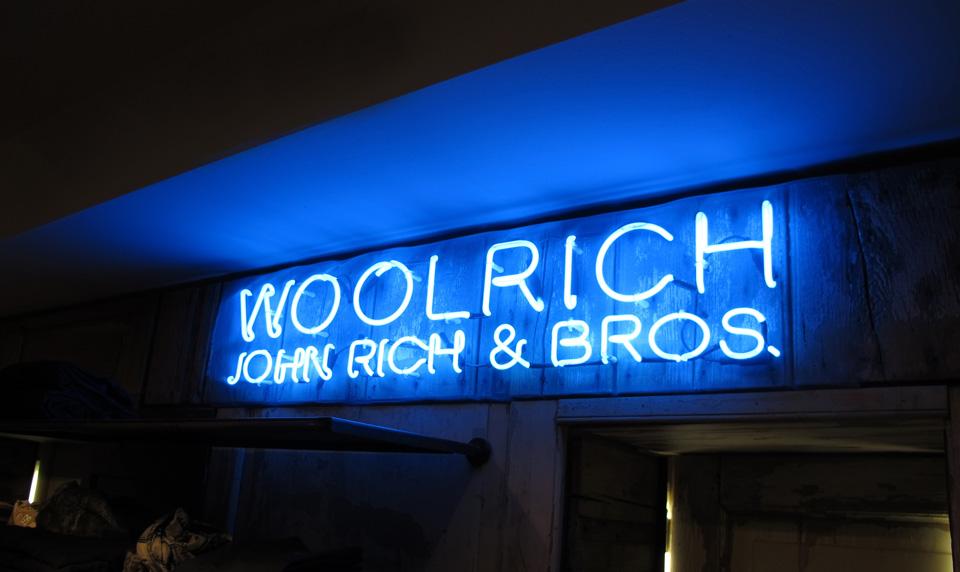 WOOLRICH
JOHN RICH & BROS.